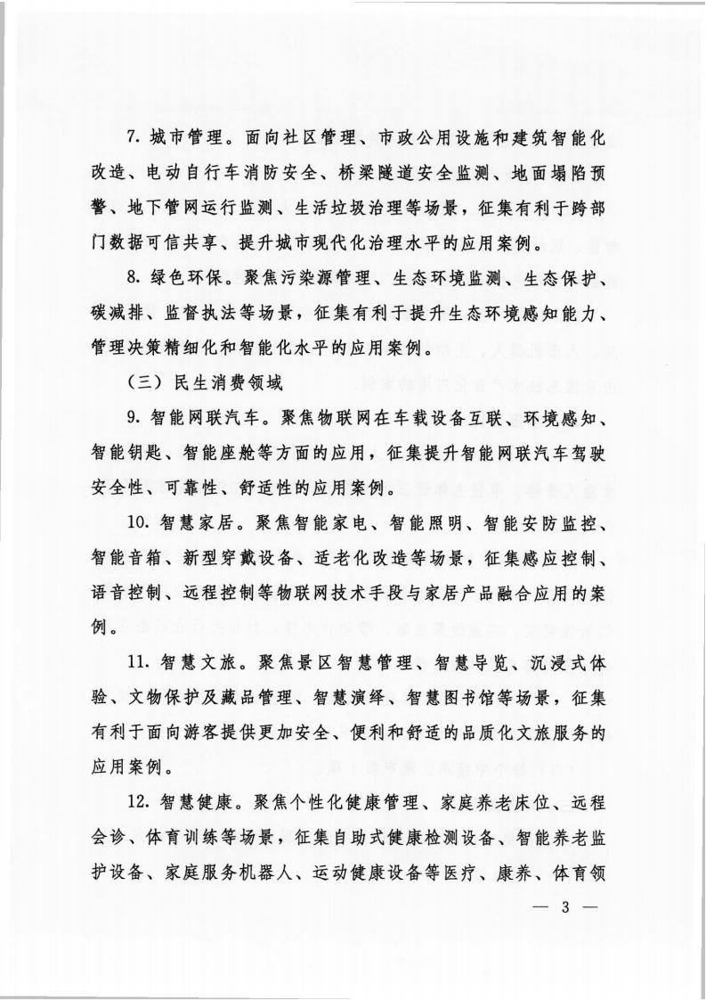 7. 城市管理。面向社区管理、市政公用设施和建筑智能化
改造、电动自行车消防安全、桥梁隧道安全监测、地面塌陷预
警、地下管网运行监测、生活垃圾治理等场景，征集有利于跨部
门数据可信共享、提升城市现代化治理水平的应用案例。
8. 绿色环保。聚焦污染源管理、生态环境监测、生态保护、
碳减排、监督执法等场景，征集有利于提升生态环境感知能力、
管理决策精细化和智能化水平的应用案例。
（三）民生消费领域
9. 智能网联汽车。聚焦物联网在车载设备互联、环境感知、
智能钥匙、智能座舱等方面的应用，征集提升智能网联汽车驾驶
安全性、可靠性、舒适性的应用案例。
10. 智慧家居。聚焦智能家电、智能照明、智能安防监控、
智能音箱、新型穿戴设备、适老化改造等场景，征集感应控制、
语音控制、远程控制等物联网技术手段与家居产品融合应用的案
例。
11. 智慧文旅。聚焦景区智慧管理、智慧导览、沉浸式体
验、文物保护及藏品管理、智慧演绎、智慧图书馆等场景，征集
有利于面向游客提供更加安全、便利和舒适的品质化文旅服务的
应用案例。
12. 智慧健康。聚焦个性化健康管理、家庭养老床位、远程
会诊、体育训练等场景，征集自助式健康检测设备、智能养老监
护设备、家庭服务机器人、运动健康设备等医疗、康养、体育领
— 3 —